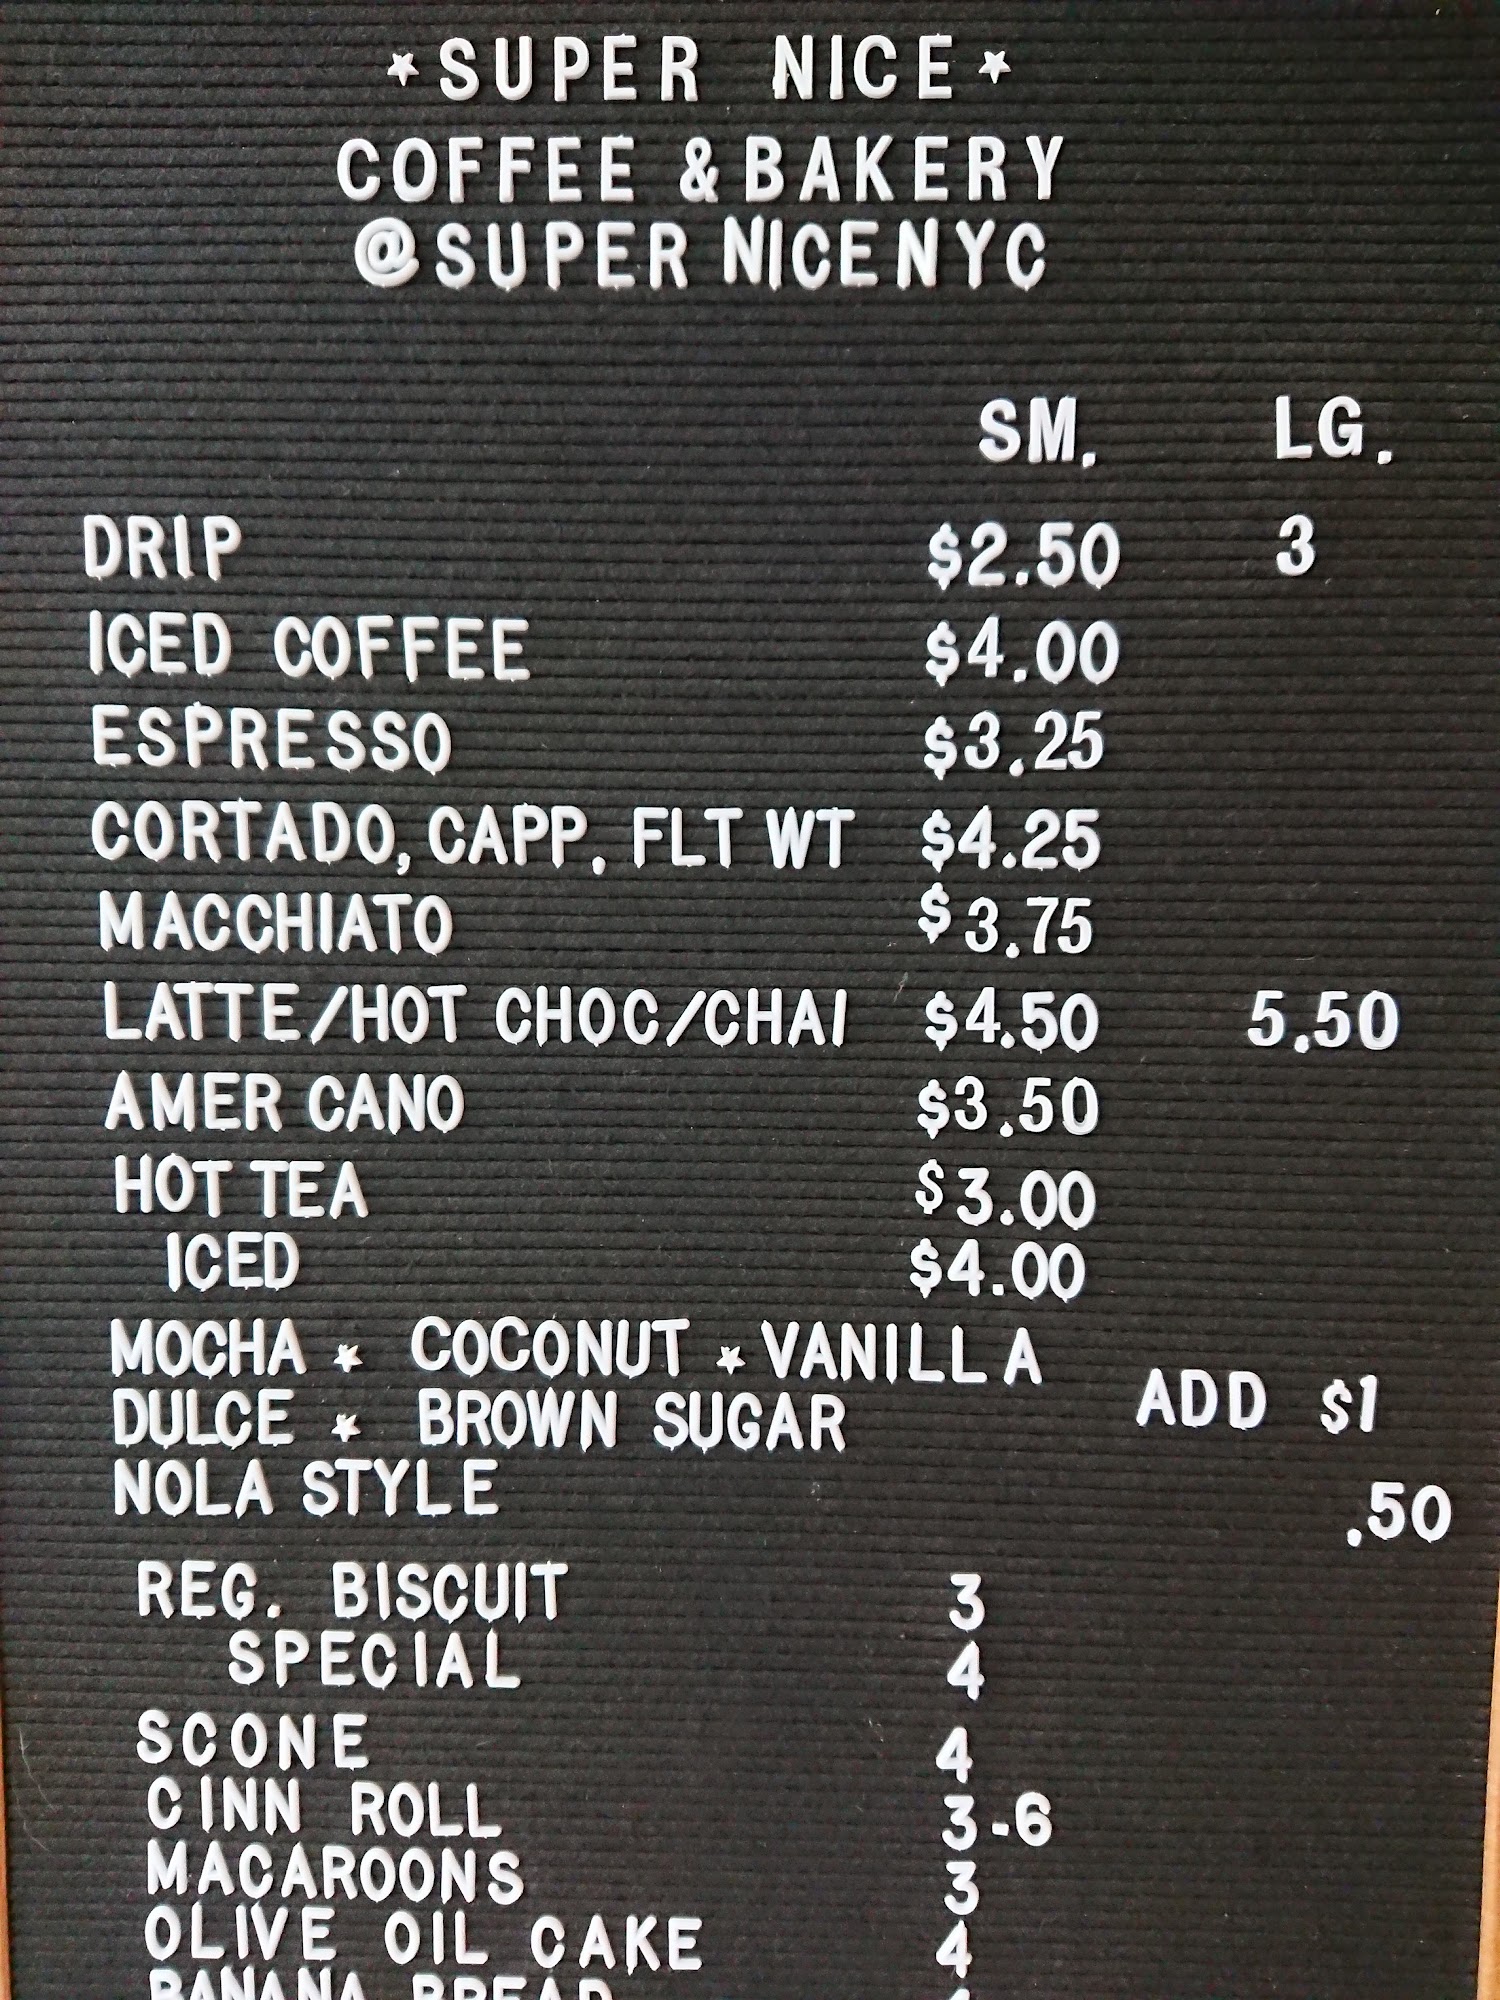 *SUPER NICE*
COFFEE & BAKERY
@SUPER NICENYC
SM. LG.
DRIP $2.50 3
ICED COFFEE $4.00
ESPRESSO $3.25
CORTADO, CAPP, FLT WT $4.25
MACCHIATO $3.75
LATTE/HOT CHOC/CHAI $4.50 5.50
AMER CANO $3.50
HOT TEA $3.00
ICED $4.00
MOCHA * COCONUT * VANILLA
DULCE * BROWN SUGAR ADD $1
NOLA STYLE .50
REG. BISCUIT 3
SPECIAL 4
SCONE 4
CINN ROLL 3-6
MACAROONS 3
OLIVE OIL CAKE 4
BANANA BREAD